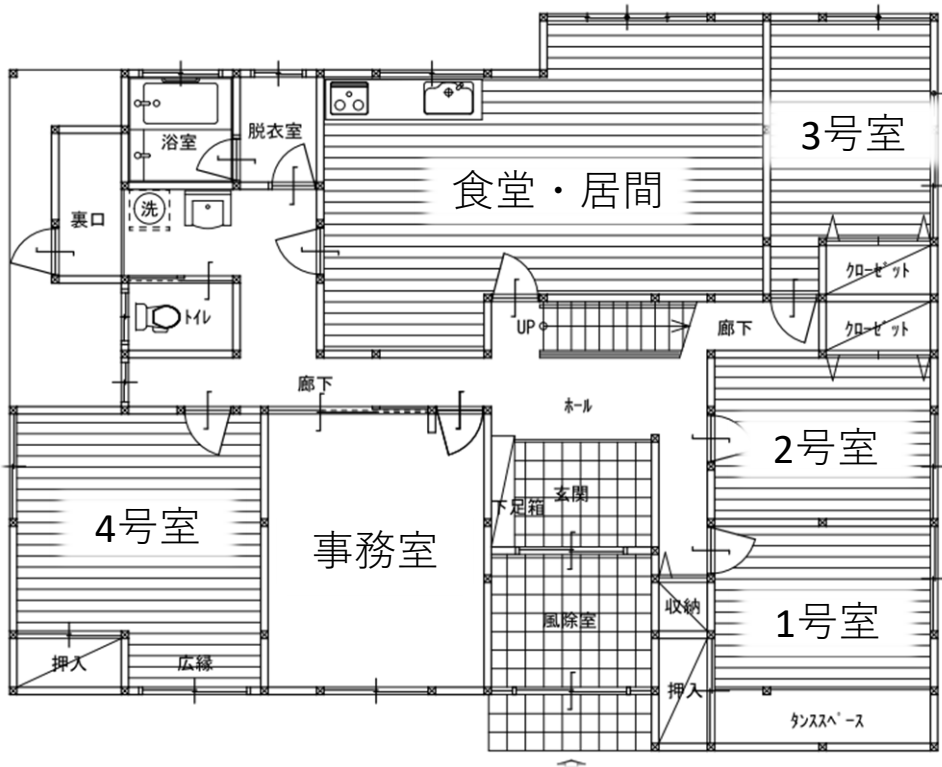 3号室
浴室
脱衣室
食堂・居間
洗
裏口
クローゼット
トイレ
UP
廊下
クローゼット
廊下
ホール
2号室
玄関
下足箱
4号室
事務室
収納
風除室
1号室
押入
広縁
押入
タンススペース